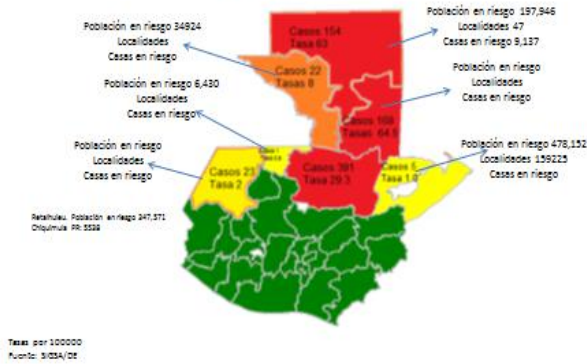 Población en riesgo 34924
Localidades
Casas en riesgo
Población en riesgo 6,430
Localidades
Casas en riesgo
Población en riesgo
Localidades
Casas en riesgo
Retalhuleu. Población en riesgo 347,371
Chiquimula PR: 5538
Casos 154
Tasa 63
Casos 22
Tasas 8
Casos
Tasas 64.5
Casos 391
Tasa 29.3
Casos 23
Tasa 2
Casos 5
Tasa 1.0
Población en riesgo 197,946
Localidades 47
Casas en riesgo 9,137
Población en riesgo
Localidades
Casas en riesgo
Población en riesgo 478,152
Localidades 159225
Casas en riesgo
Tasas por 100000
Fuente: SIGSA/DE